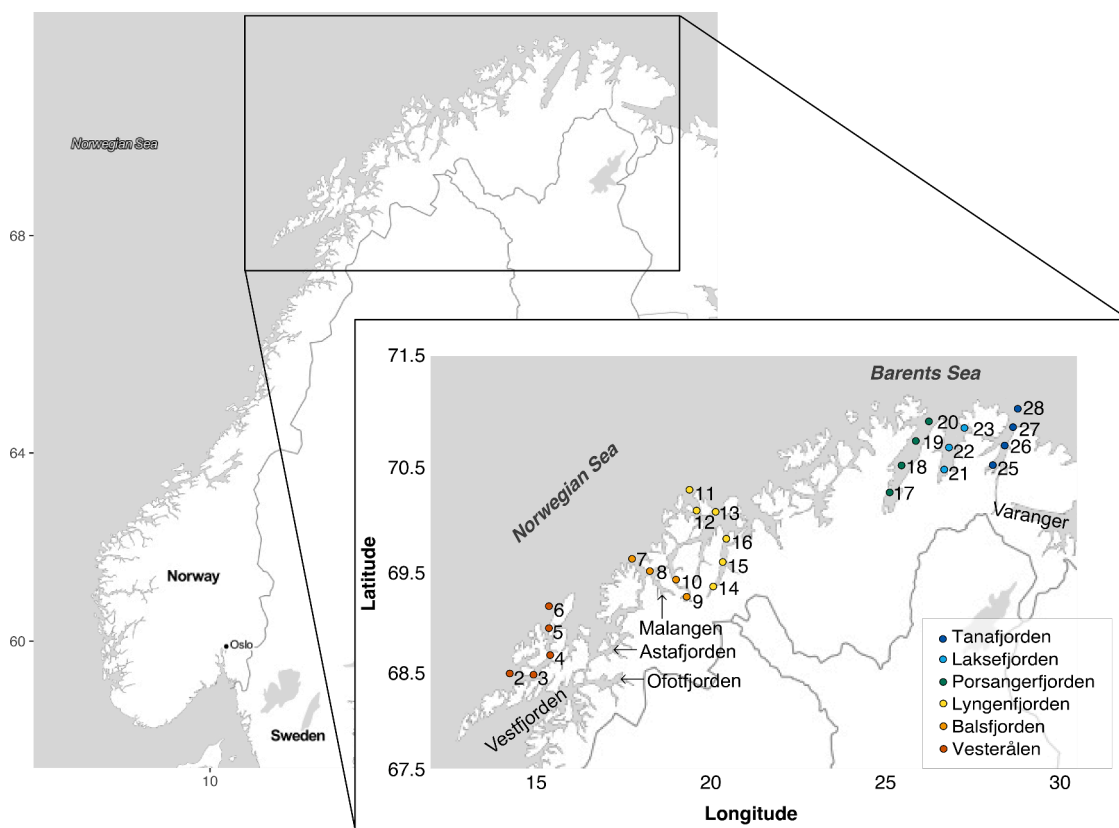 Norwegian Sea
68
64
60
10
Norway
Oslo
Sweden
71.5
70.5
69.5
68.5
67.5
Latitude
15
20
25
30
Longitude
Barents Sea
Norwegian Sea
28
20
23
27
19
22
26
18
21
25
17
Varanger
11
13
12
16
7
15
8
10
14
9
6
Malangen
5
Astafjorden
4
2
3
Ofotfjorden
Vestfjorden
Tanafjorden
Laksefjorden
Porsangerfjorden
Lyngenfjorden
Balsfjorden
Vesterålen